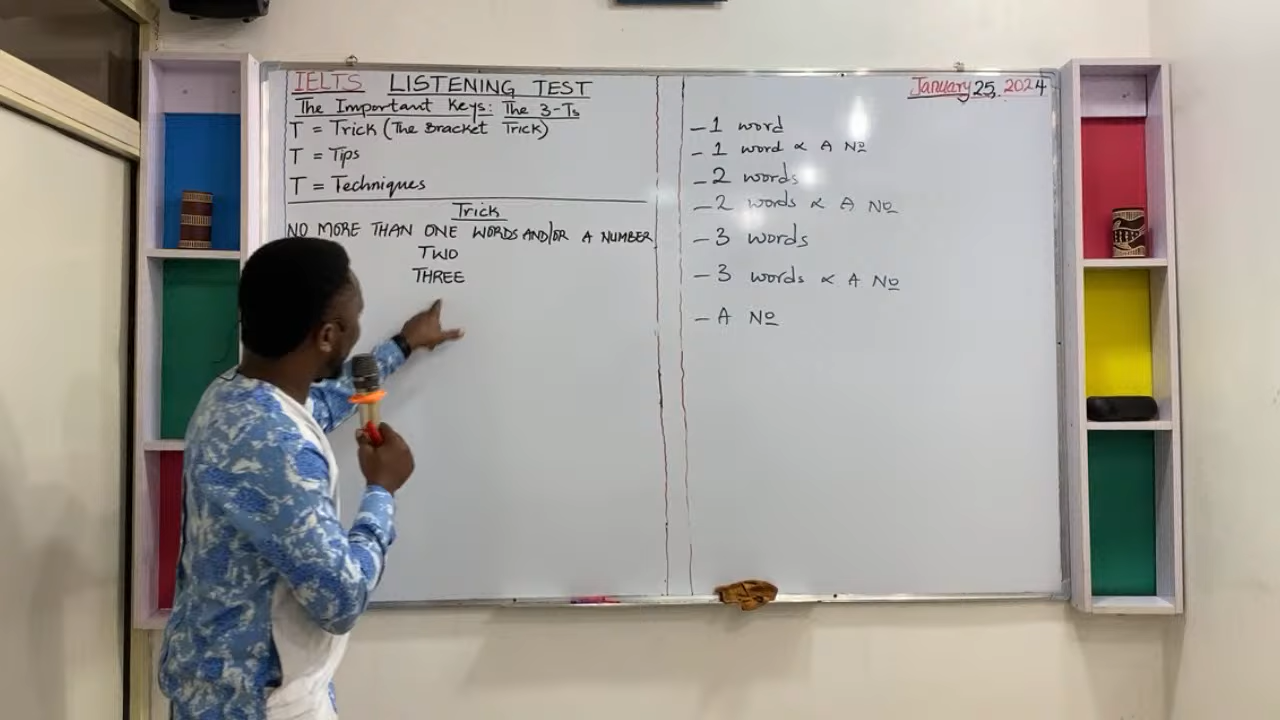 IELTS LISTENING TEST
The Important Keys: The 3-Ts
T = Trick (The Bracket Trick)
T = Tips
T = Techniques
Trick
NO MORE THAN ONE WORDS AND/OR A NUMBER
TWO
THREE
January 25, 2024
- 1 word
- 1 word & A No
- 2 words
- 2 words & A No
- 3 words
- 3 words & A No
- A No